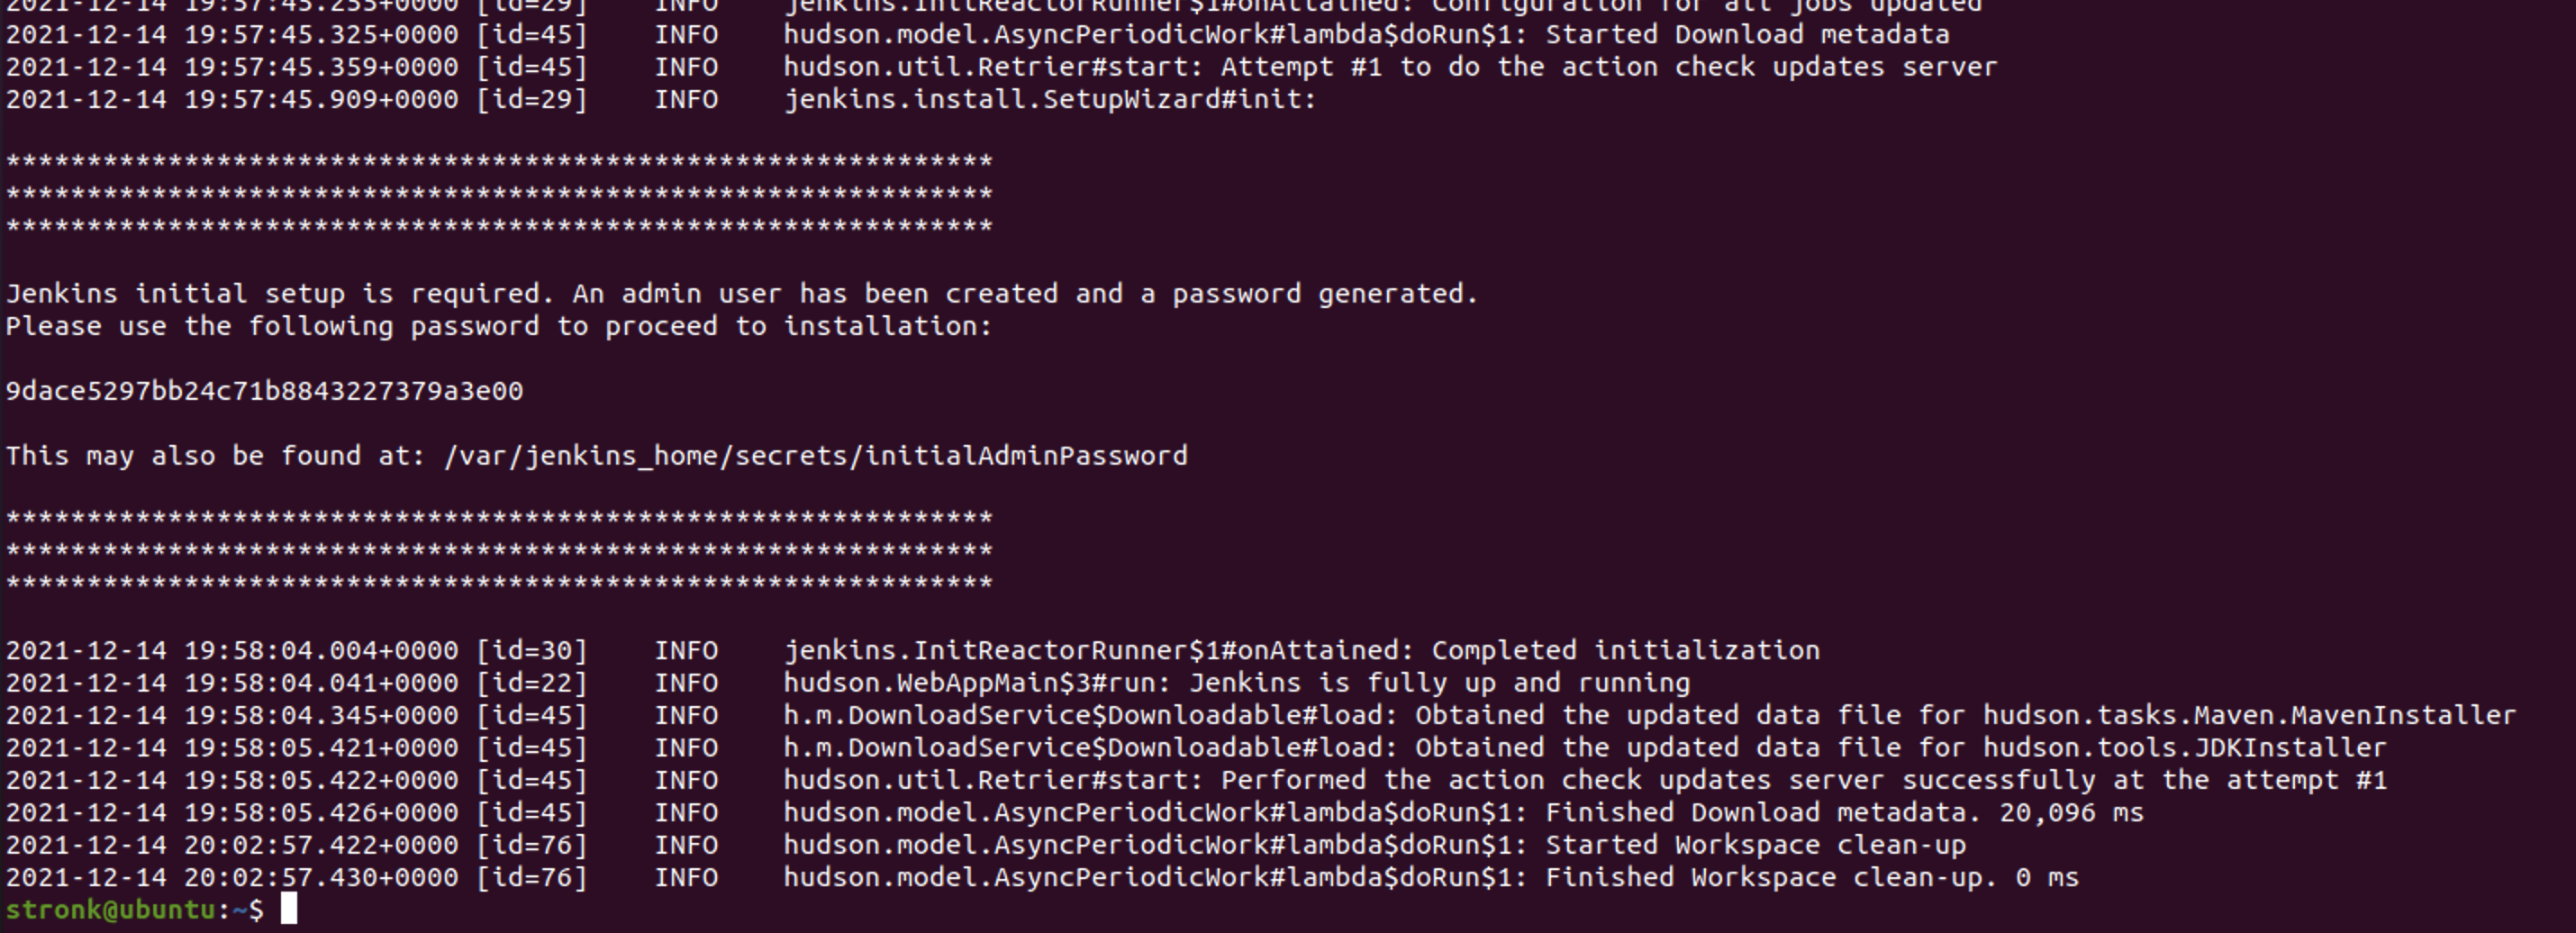 2021-12-14 19:57:45.255+0000 [id=29] INFO jenkins.InitReactorRunner$1#onAttained: Configuration for all jobs updated
2021-12-14 19:57:45.325+0000 [id=45] INFO hudson.model.AsyncPeriodicWork#lambda$doRun$1: Started Download metadata
2021-12-14 19:57:45.359+0000 [id=45] INFO hudson.util.Retrier#start: Attempt #1 to do the action check updates server
2021-12-14 19:57:45.909+0000 [id=29] INFO jenkins.install.SetupWizard#init:
*************************************************************
*************************************************************
*************************************************************
Jenkins initial setup is required. An admin user has been created and a password generated.
Please use the following password to proceed to installation:
9dace5297bb24c71b8843227379a3e00
This may also be found at: /var/jenkins_home/secrets/initialAdminPassword
*************************************************************
*************************************************************
*************************************************************
2021-12-14 19:58:04.004+0000 [id=30] INFO jenkins.InitReactorRunner$1#onAttained: Completed initialization
2021-12-14 19:58:04.041+0000 [id=22] INFO hudson.WebAppMain$3#run: Jenkins is fully up and running
2021-12-14 19:58:04.345+0000 [id=45] INFO h.m.DownloadService$Downloadable#load: Obtained the updated data file for hudson.tasks.Maven.MavenInstaller
2021-12-14 19:58:05.421+0000 [id=45] INFO h.m.DownloadService$Downloadable#load: Obtained the updated data file for hudson.tools.JDKInstaller
2021-12-14 19:58:05.422+0000 [id=45] INFO hudson.util.Retrier#start: Performed the action check updates server successfully at the attempt #1
2021-12-14 19:58:05.426+0000 [id=45] INFO hudson.model.AsyncPeriodicWork#lambda$doRun$1: Finished Download metadata. 20,096 ms
2021-12-14 20:02:57.422+0000 [id=76] INFO hudson.model.AsyncPeriodicWork#lambda$doRun$1: Started Workspace clean-up
2021-12-14 20:02:57.430+0000 [id=76] INFO hudson.model.AsyncPeriodicWork#lambda$doRun$1: Finished Workspace clean-up. 0 ms
stronk@ubuntu:~$